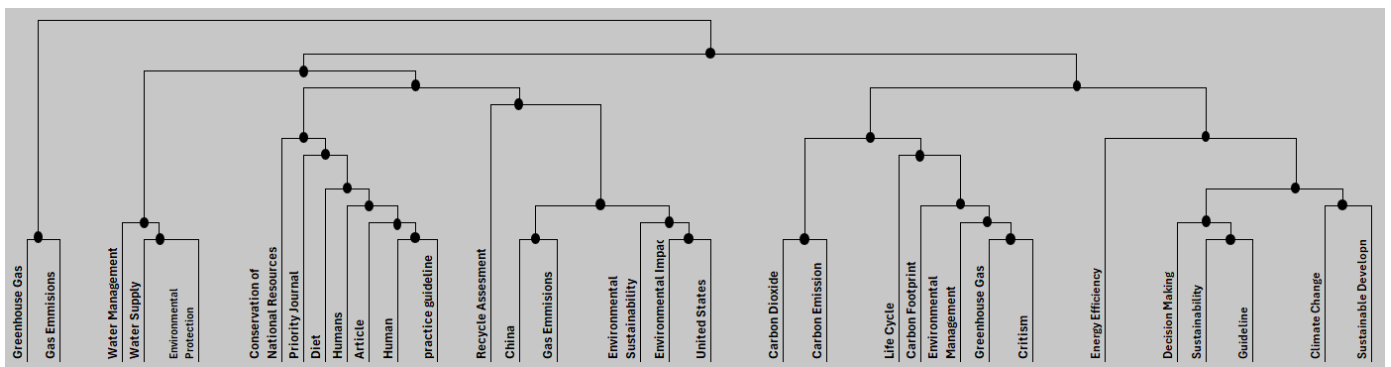 Greenhouse Gas
Gas Emmisions
Water Management
Water Supply
Environmental
Protection
Conservation of
National Resources
Priority Journal
Diet
Humans
Article
Human
practice guideline
Recycle Assesment
China
Gas Emmisions
Environmental
Sustainability
Environmental Impac
United States
Carbon Dioxide
Carbon Emission
Life Cycle
Carbon Footprint
Environmental
Management
Greenhouse Gas
Critism
Energy Efficiency
Decision Making
Sustainability
Guideline
Climate Change
Sustainable Developn